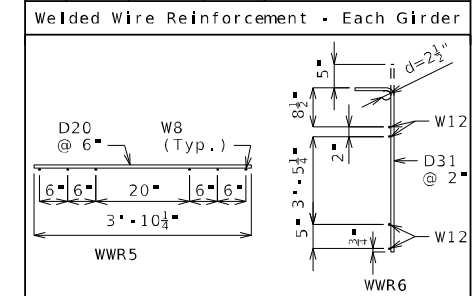 Welded Wire Reinforcement - Each Girder
5"
d=2½"
8½"
W12
D20
@ 6"
W8
(Typ.)
2"
D31
@ 2"
3'-5¼"
6" 6" 20" 6" 6"
3'-10¼"
5"
¾"
W12
WWR5
WWR6